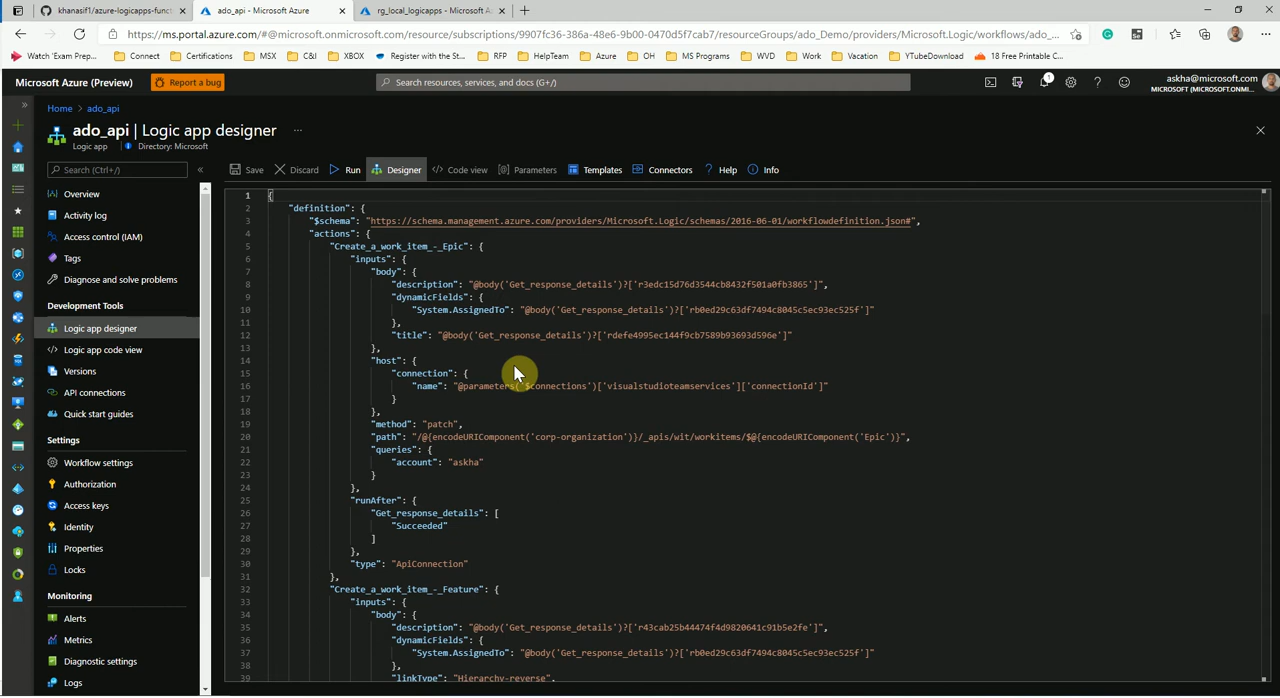 khanasif1/azure-logicapps-funct
ado_api - Microsoft Azure
rg_local_logicapps - Microsoft A
https://ms.portal.azure.com/#@microsoft.onmicrosoft.com/resource/subscriptions/9907fc36-386a-48e6-9b00-0470d5f7cab7/resourceGroups/ado_Demo/providers/Microsoft.Logic/workflows/ado_...
Watch 'Exam Prep...
Connect
Certifications
MSX
C&I
XBOX
Register with the St...
RFP
HelpTeam
Azure
OH
MS Programs
WVD
Work
Vacation
YTubeDownload
18 Free Printable C...
Microsoft Azure (Preview)
Report a bug
Search resources, services, and docs (G+/)
1
askha@microsoft.com
MICROSOFT (MICROSOFT.ONMI...
Home > ado_api
ado_api | Logic app designer ...
Logic app
Directory: Microsoft
Search (Ctrl+/)
Save
Discard
Run
Designer
Code view
Parameters
Templates
Connectors
Help
Info
Overview
Activity log
Access control (IAM)
Tags
Diagnose and solve problems
Development Tools
Logic app designer
Logic app code view
Versions
API connections
Quick start guides
Settings
Workflow settings
Authorization
Access keys
Identity
Properties
Locks
Monitoring
Alerts
Metrics
Diagnostic settings
Logs
1 {
2 "definition": {
3 "$schema": "https://schema.management.azure.com/providers/Microsoft.Logic/schemas/2016-06-01/workflowdefinition.json#",
4 "actions": {
5 "Create_a_work_item_-_Epic": {
6 "inputs": {
7 "body": {
8 "description": "@body('Get_response_details')?['r3edc15d76d3544cb8432f501a0fb3865']",
9 "dynamicFields": {
10 "System.AssignedTo": "@body('Get_response_details')?['rb0ed29c63df7494c8045c5ec93ec525f']"
11 },
12 "title": "@body('Get_response_details')?['rdefe4995ec144f9cb7589b93693d596e']"
13 },
14 "host": {
15 "connection": {
16 "name": "@parameters('$connections')['visualstudioteamservices']['connectionId']"
17 }
18 },
19 "method": "patch",
20 "path": "/@{encodeURIComponent('corp-organization')}/_apis/wit/workitems/$@{encodeURIComponent('Epic')}",
21 "queries": {
22 "account": "askha"
23 }
24 },
25 "runAfter": {
26 "Get_response_details": [
27 "Succeeded"
28 ]
29 },
30 "type": "ApiConnection"
31 },
32 "Create_a_work_item_-_Feature": {
33 "inputs": {
34 "body": {
35 "description": "@body('Get_response_details')?['r43cab25b44474f4d9820641c91b5e2fe']",
36 "dynamicFields": {
37 "System.AssignedTo": "@body('Get_response_details')?['rb0ed29c63df7494c8045c5ec93ec525f']"
38 },
39 "linkType": "Hierarchy-reverse",